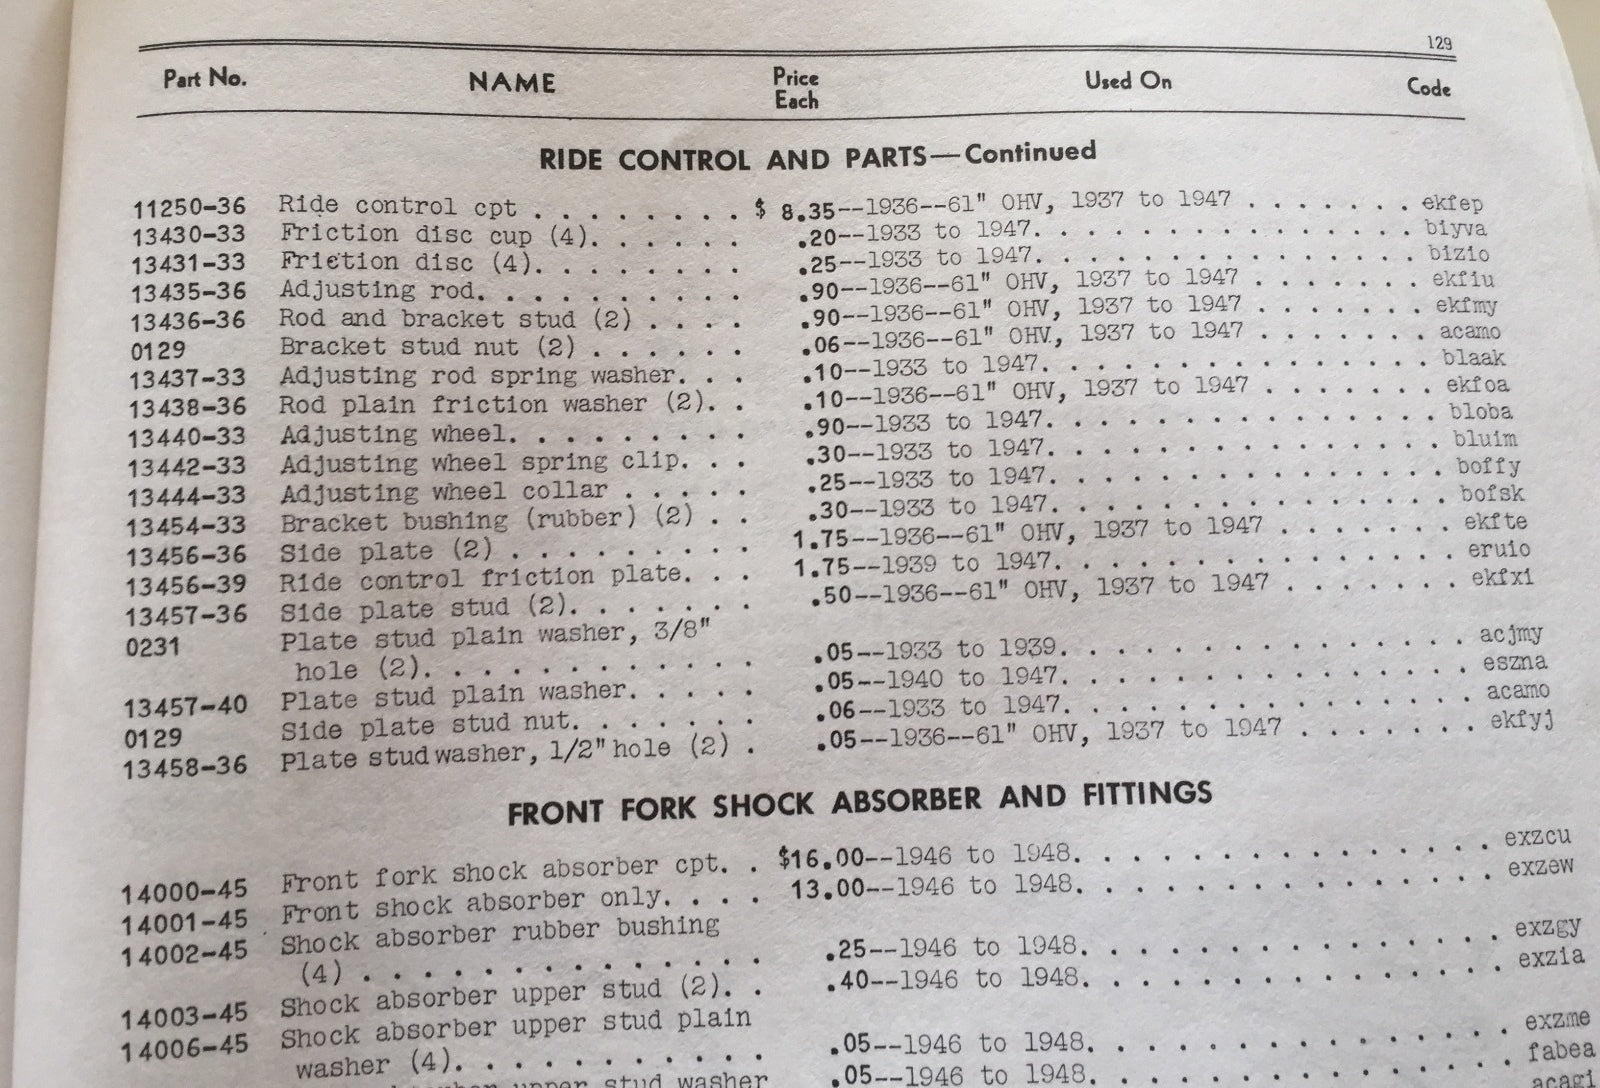 129
Part No. NAME Price Each Used On Code
RIDE CONTROL AND PARTS—Continued
11250-36 Ride control cpt . . . . . . . . $ 8.35--1936--61" OHV, 1937 to 1947 . . . . . . . ekfep
13430-33 Friction disc cup (4). . . . . . .20--1933 to 1947. . . . . . . . . . . . . . . biyva
13431-33 Friction disc (4). . . . . . . . .25--1933 to 1947. . . . . . . . . . . . . . . bizio
13435-36 Adjusting rod. . . . . . . . . . .90--1936--61" OHV, 1937 to 1947 . . . . . . . ekfiu
13436-36 Rod and bracket stud (2) . . . . .90--1936--61" OHV, 1937 to 1947 . . . . . . . ekfmy
0129 Bracket stud nut (2) . . . . . . .06--1936--61" OHV, 1937 to 1947 . . . . . . . acamo
13437-33 Adjusting rod spring washer. . . .10--1933 to 1947. . . . . . . . . . . . . . . blaak
13438-36 Rod plain friction washer (2). . .10--1936--61" OHV, 1937 to 1947 . . . . . . . ekfoa
13440-33 Adjusting wheel. . . . . . . . . .90--1933 to 1947. . . . . . . . . . . . . . . bloba
13442-33 Adjusting wheel spring clip. . . .30--1933 to 1947. . . . . . . . . . . . . . . bluim
13444-33 Adjusting wheel collar . . . . . .25--1933 to 1947. . . . . . . . . . . . . . . boffy
13454-33 Bracket bushing (rubber) (2) . . .30--1933 to 1947. . . . . . . . . . . . . . . bofsk
13456-36 Side plate (2) . . . . . . . . . 1.75--1936--61" OHV, 1937 to 1947 . . . . . . . ekfte
13456-39 Ride control friction plate. . . 1.75--1939 to 1947. . . . . . . . . . . . . . . eruio
13457-36 Side plate stud (2). . . . . . . .50--1936--61" OHV, 1937 to 1947 . . . . . . . ekfxi
0231 Plate stud plain washer, 3/8"
hole (2). . . . . . . . . . . . .05--1933 to 1939. . . . . . . . . . . . . . . acjmy
13457-40 Plate stud plain washer. . . . . .05--1940 to 1947. . . . . . . . . . . . . . . eszna
0129 Side plate stud nut. . . . . . . .06--1933 to 1947. . . . . . . . . . . . . . . acamo
13458-36 Plate stud washer, 1/2" hole (2) . .05--1936--61" OHV, 1937 to 1947 . . . . . . . ekfyj
FRONT FORK SHOCK ABSORBER AND FITTINGS
14000-45 Front fork shock absorber cpt. . $16.00--1946 to 1948. . . . . . . . . . . . . . . exzcu
14001-45 Front shock absorber only. . . . 13.00--1946 to 1948. . . . . . . . . . . . . . . exzew
14002-45 Shock absorber rubber bushing
(4) . . . . . . . . . . . . . . .25--1946 to 1948. . . . . . . . . . . . . . . exzgy
14003-45 Shock absorber upper stud (2). . .40--1946 to 1948. . . . . . . . . . . . . . . exzia
14006-45 Shock absorber upper stud plain
washer (4). . . . . . . . . . . .05--1946 to 1948. . . . . . . . . . . . . . . exzme
upper stud washer .05--1946 to 1948. . . . . . . . . . . . . . . fabea